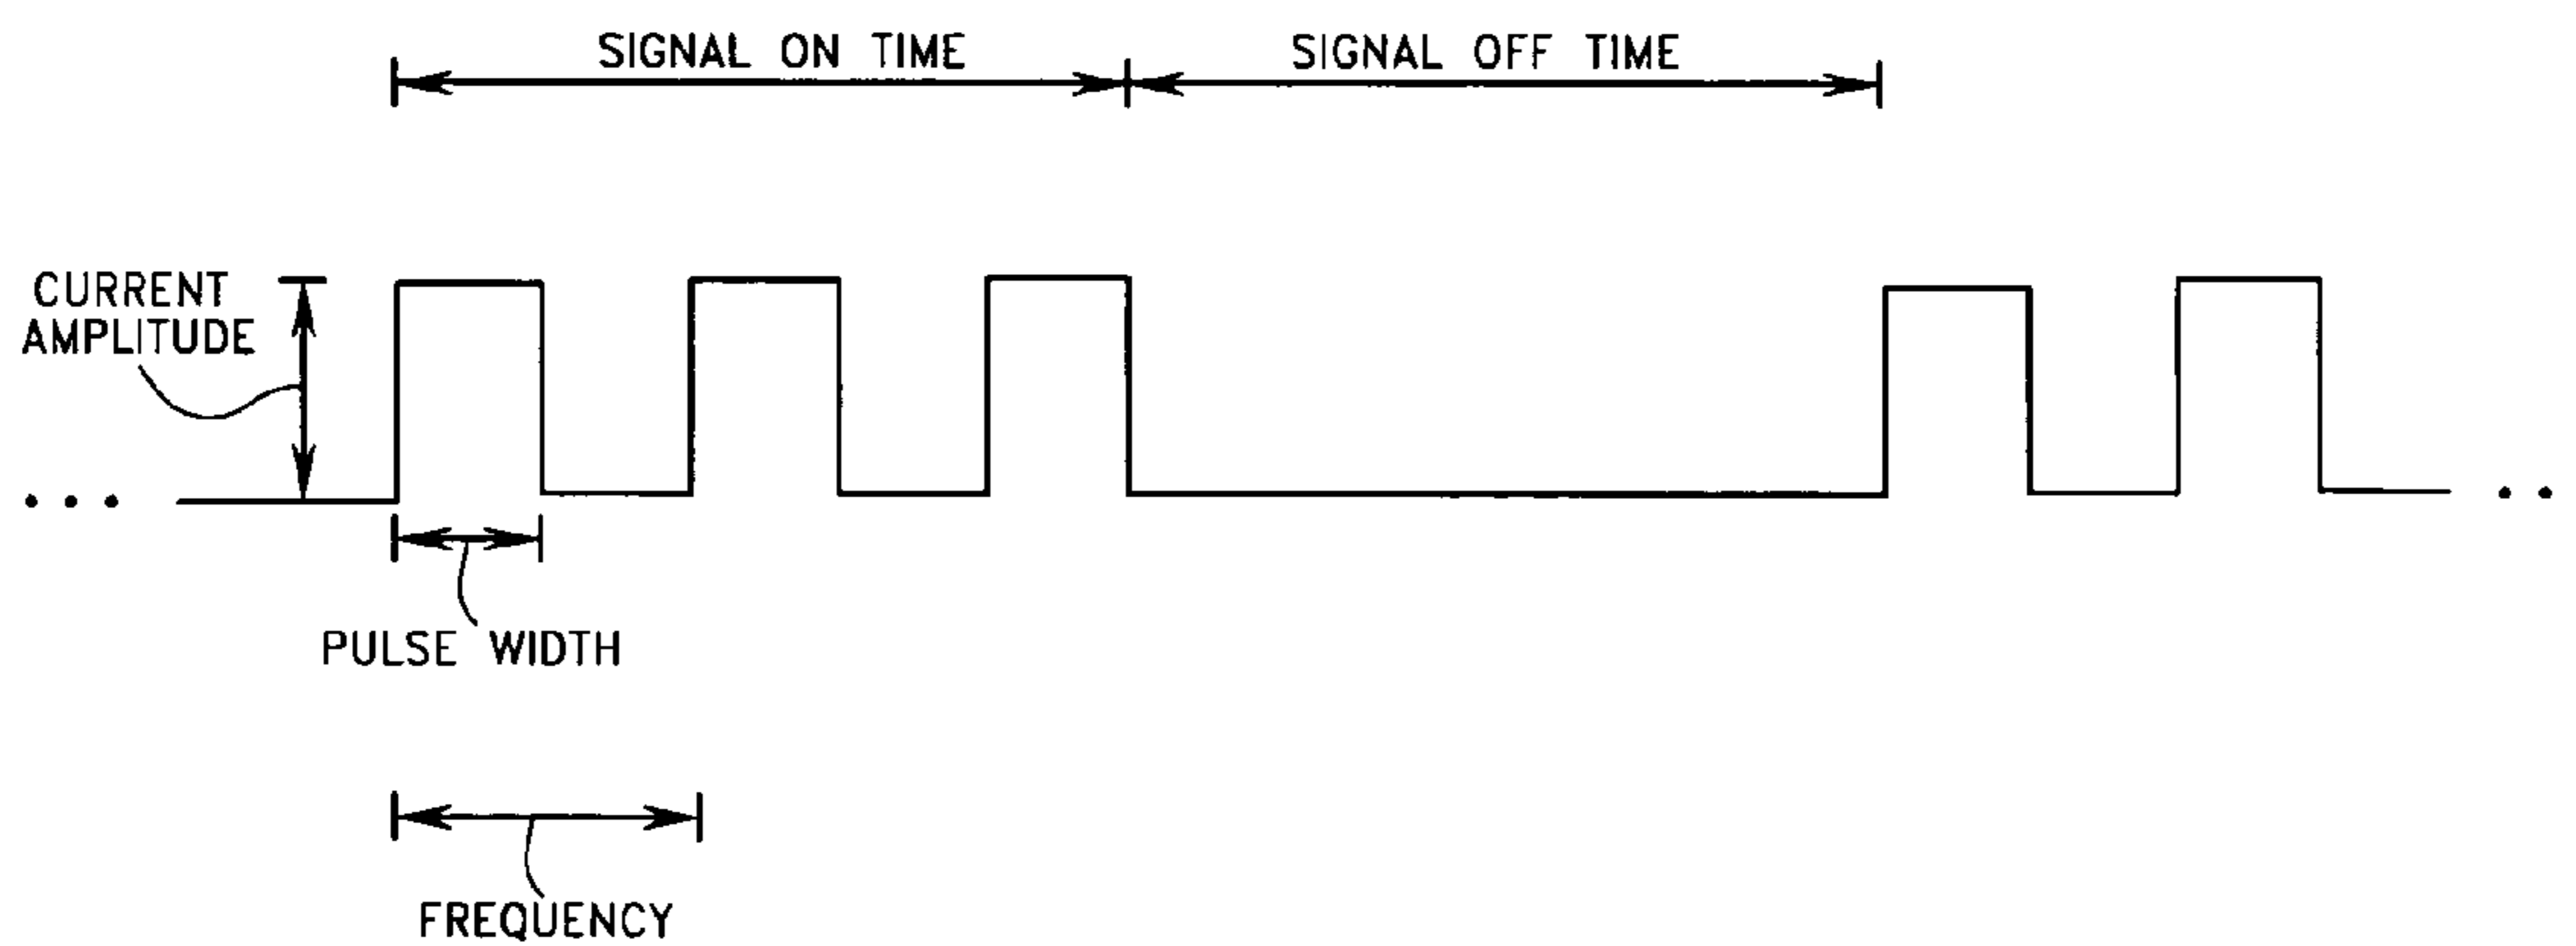 SIGNAL ON TIME
SIGNAL OFF TIME
CURRENT
AMPLITUDE
PULSE WIDTH
FREQUENCY